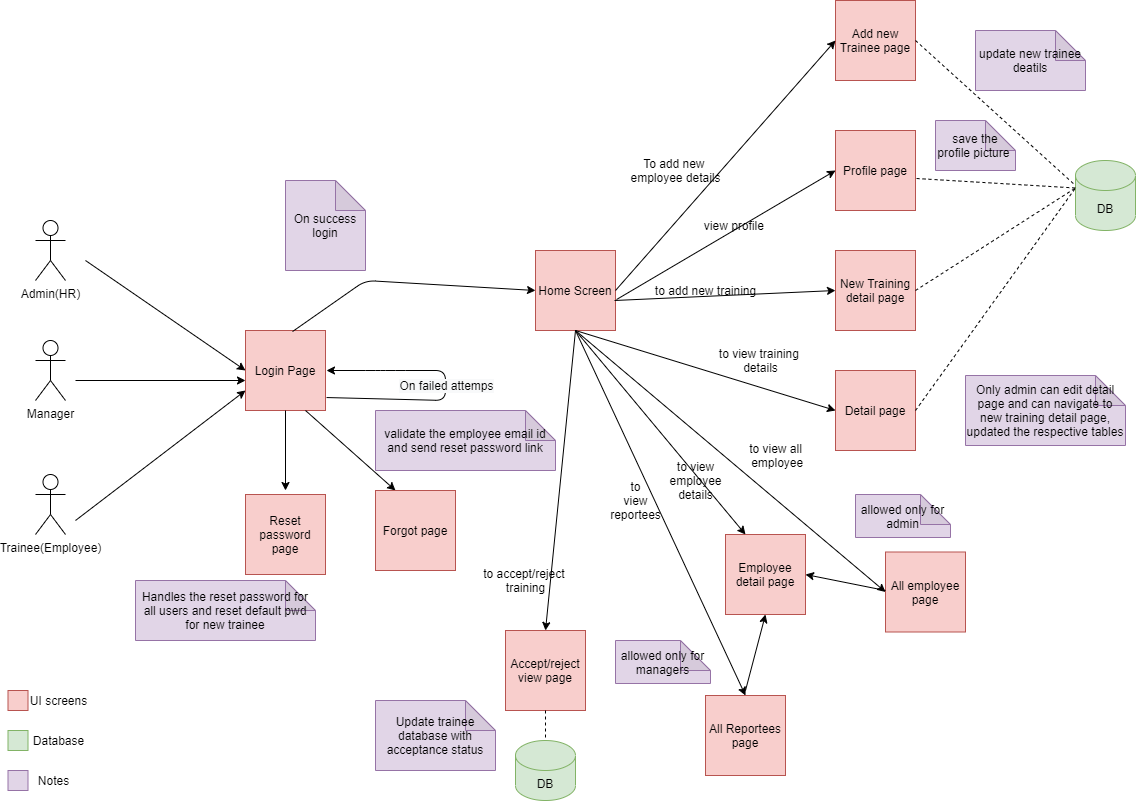 Add new
Trainee page
update new trainee
deatils
save the
profile picture
To add new
employee details
Profile page
DB
On success
login
view profile
Admin(HR)
Home Screen
to add new training
New Training
detail page
Login Page
On failed attemps
to view training
details
Manager
Detail page
Only admin can edit detail
page and can navigate to
new training detail page,
updated the respective tables
validate the employee email id
and send reset password link
to view all
employee
to view
employee
details
to
view
reportees
allowed only for
admin
Trainee(Employee)
Reset
password
page
Forgot page
Employee
detail page
All employee
page
to accept/reject
training
Handles the reset password for
all users and reset default pwd
for new trainee
Accept/reject
view page
allowed only for
managers
UI screens
Update trainee
database with
acceptance status
All Reportees
page
Database
Notes
DB